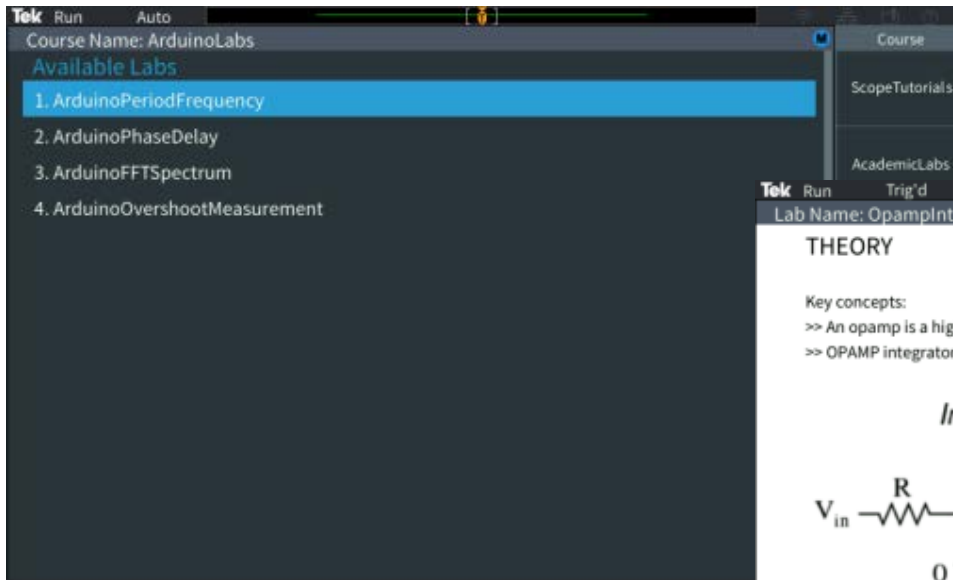 Tek Run Auto
Course Name: ArduinoLabs
M
Course
Available Labs
1. ArduinoPeriodFrequency
2. ArduinoPhaseDelay
3. ArduinoFFTSpectrum
4. ArduinoOvershootMeasurement
ScopeTutorials
AcademicLabs
Tek Run Trig'd
Lab Name: OpampInt
THEORY
Key concepts:
>> An opamp is a hig
>> OPAMP integrator
R
Vin